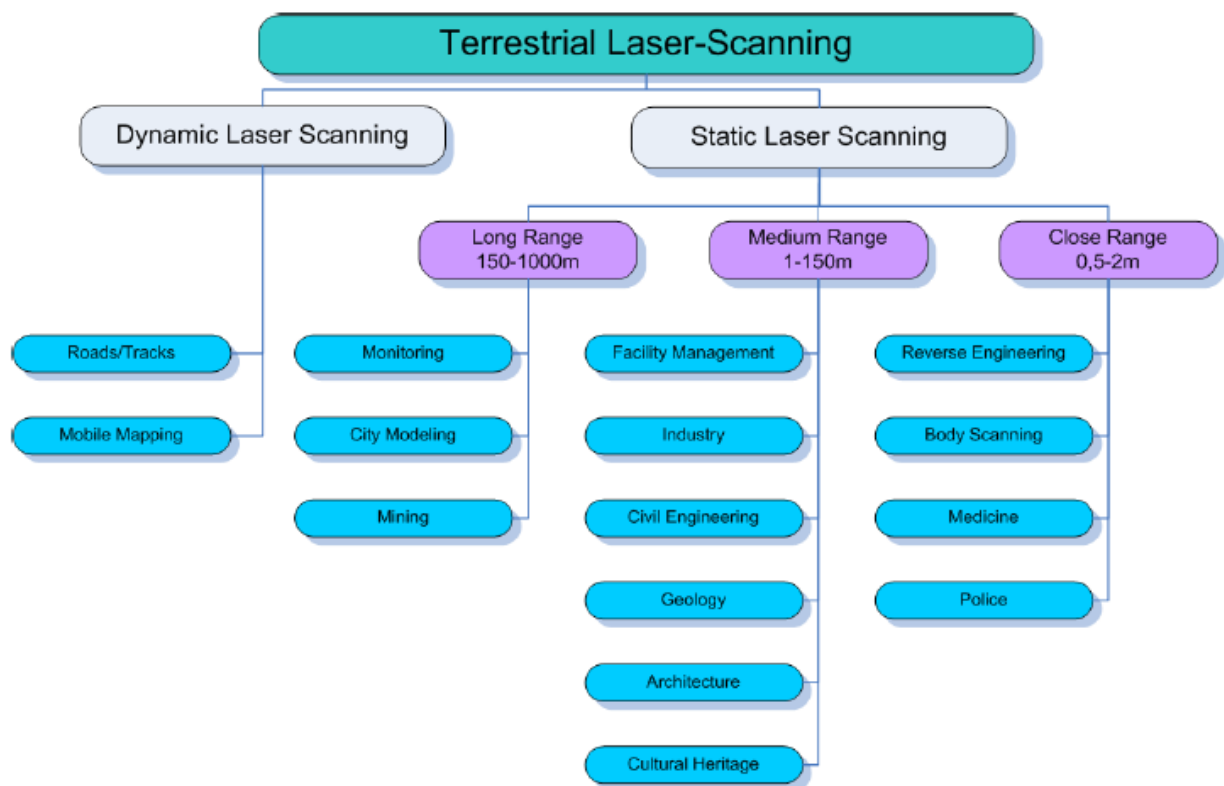 Terrestrial Laser-Scanning
Dynamic Laser Scanning
Static Laser Scanning
Long Range
150-1000m
Medium Range
1-150m
Close Range
0,5-2m
Roads/Tracks
Mobile Mapping
Monitoring
City Modeling
Mining
Facility Management
Industry
Civil Engineering
Geology
Architecture
Cultural Heritage
Reverse Engineering
Body Scanning
Medicine
Police